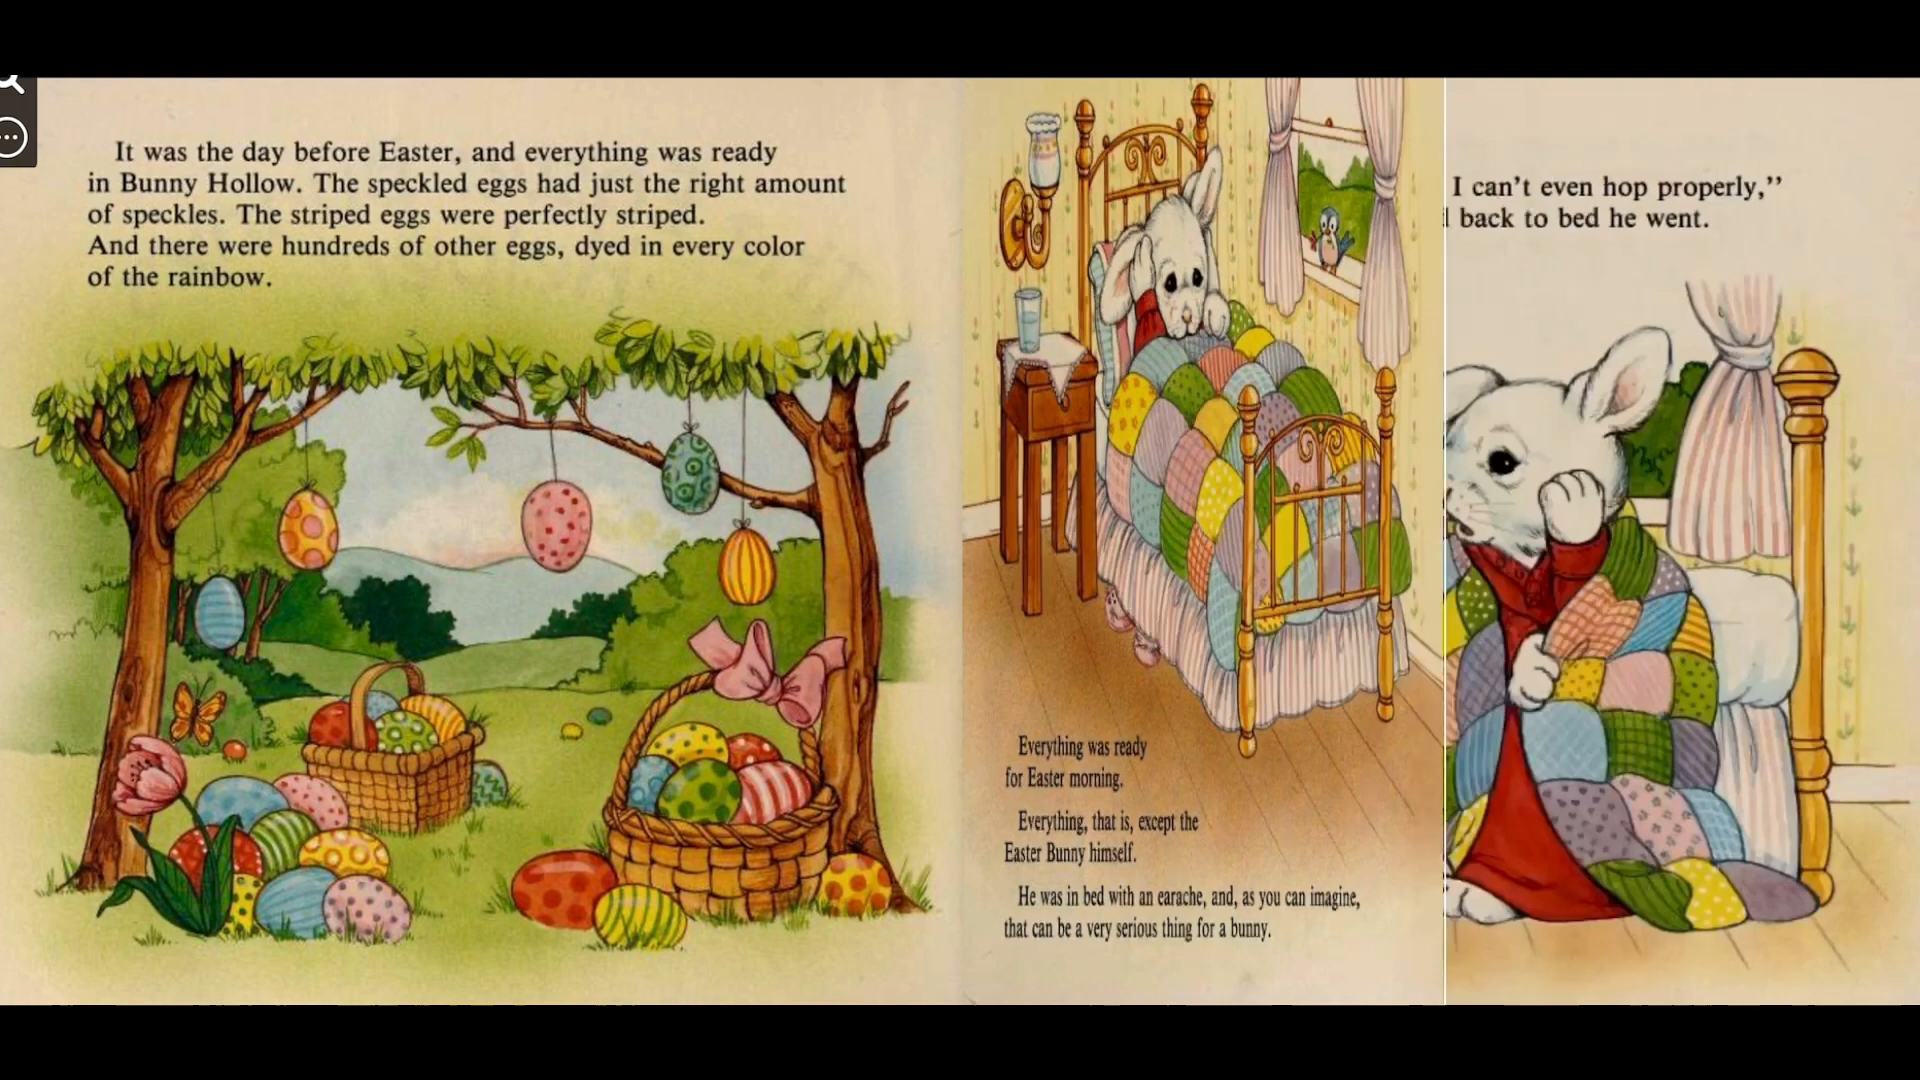 It was the day before Easter, and everything was ready
in Bunny Hollow. The speckled eggs had just the right amount
of speckles. The striped eggs were perfectly striped.
And there were hundreds of other eggs, dyed in every color
of the rainbow.
Everything was ready
for Easter morning.
Everything, that is, except the
Easter Bunny himself.
He was in bed with an earache, and, as you can imagine,
that can be a very serious thing for a bunny.
I can't even hop properly,”
back to bed he went.